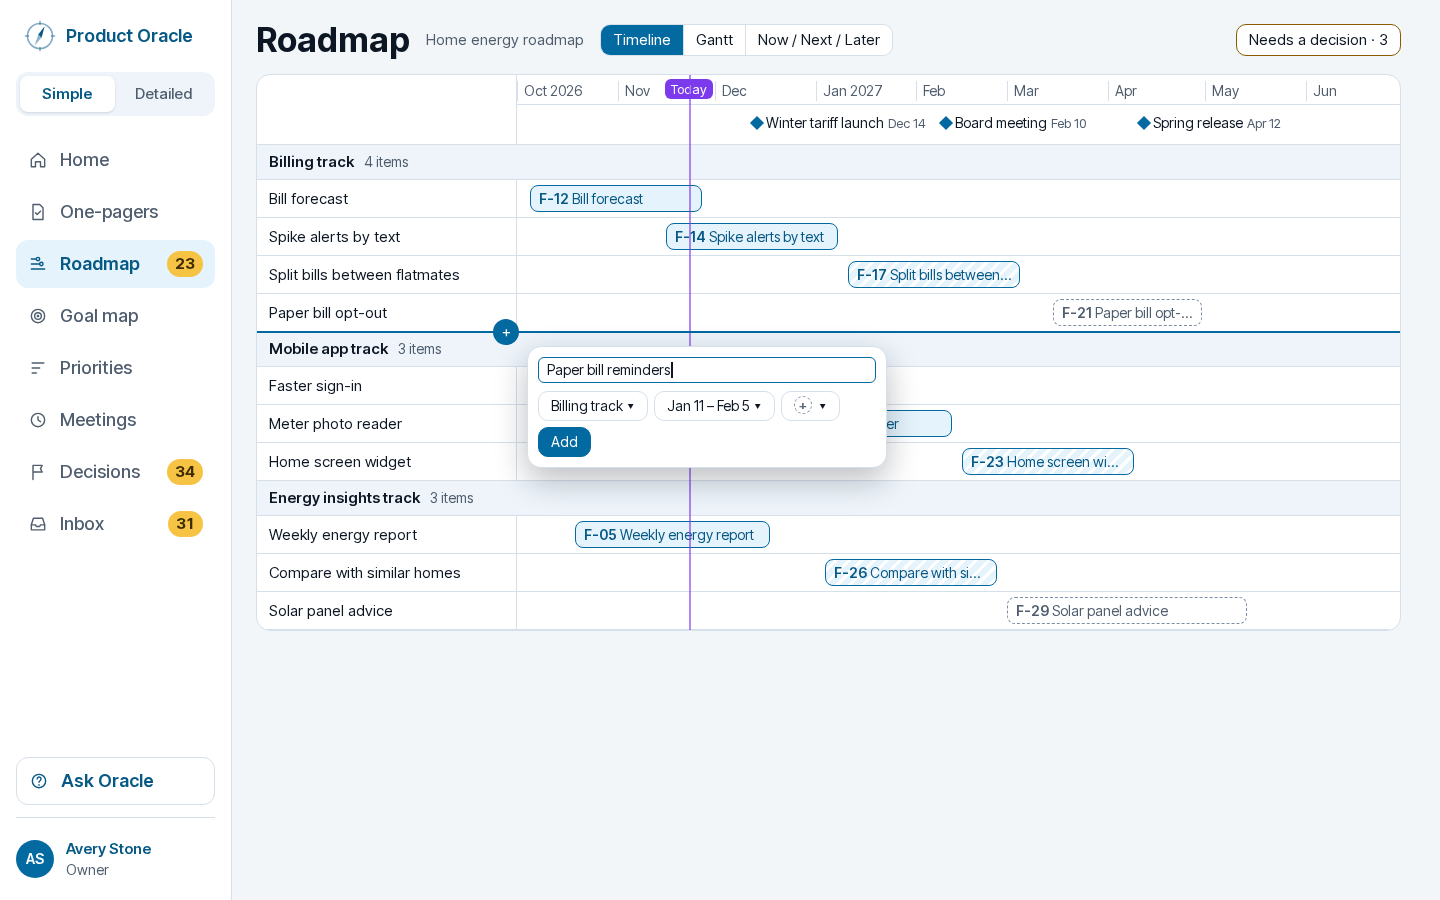 Product Oracle
Simple
Detailed
Home
One-pagers
Roadmap 23
Goal map
Priorities
Meetings
Decisions 34
Inbox 31
Ask Oracle
AS
Avery Stone
Owner
Roadmap
Home energy roadmap
Timeline
Gantt
Now / Next / Later
Needs a decision · 3
Oct 2026
Nov
Today
Dec
Jan 2027
Feb
Mar
Apr
May
Jun
Winter tariff launch Dec 14
Board meeting Feb 10
Spring release Apr 12
Billing track 4 items
Bill forecast
F-12 Bill forecast
Spike alerts by text
F-14 Spike alerts by text
Split bills between flatmates
F-17 Split bills between...
Paper bill opt-out
F-21 Paper bill opt-...
+
Mobile app track 3 items
Paper bill reminders
Faster sign-in
Billing track ▾
Jan 11 – Feb 5 ▾
+ ▾
Meter photo reader
er
Add
Home screen widget
F-23 Home screen wi...
Energy insights track 3 items
Weekly energy report
F-05 Weekly energy report
Compare with similar homes
F-26 Compare with si...
Solar panel advice
F-29 Solar panel advice